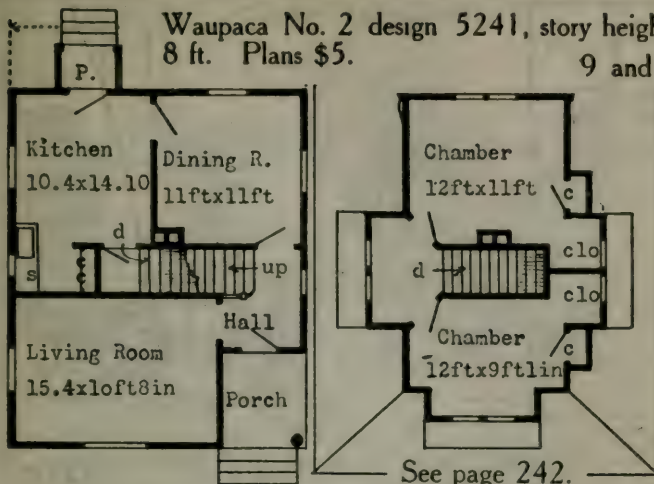 Waupaca No. 2 design 5241, story heigh
8 ft. Plans $5.
9 and
P.
Kitchen
10.4x14.10
Dining R.
11ftx11ft
d
s
c
c
up
Hall
Living Room
15.4x10ft8in
Porch
Chamber
12ftx11ft
c
clo
d
clo
Chamber
12ftx9ft1in
c
See page 242.